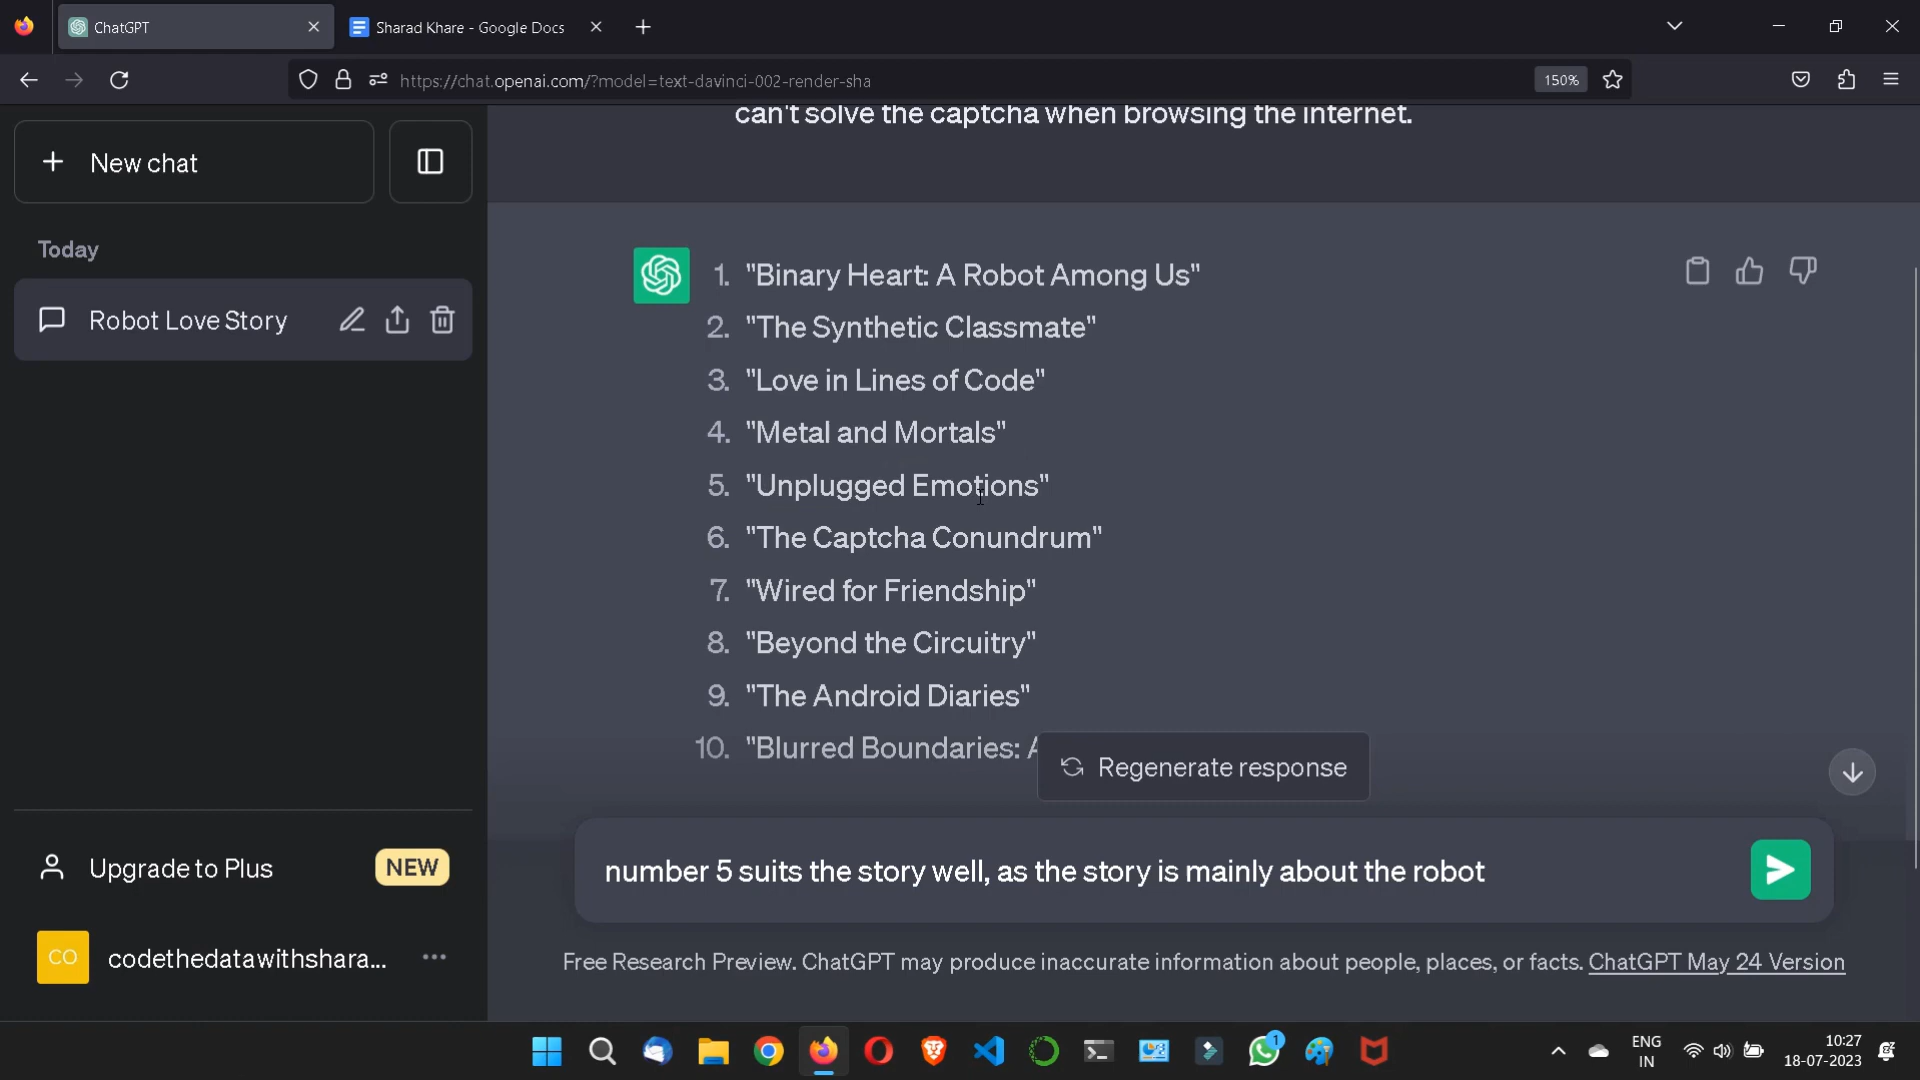 ChatGPT
Sharad Khare - Google Docs
https://chat.openai.com/?model=text-davinci-002-render-sha
150%
can't solve the captcha when browsing the internet.
New chat
Today
Robot Love Story
1. "Binary Heart: A Robot Among Us"
2. "The Synthetic Classmate"
3. "Love in Lines of Code"
4. "Metal and Mortals"
5. "Unplugged Emotions"
6. "The Captcha Conundrum"
7. "Wired for Friendship"
8. "Beyond the Circuitry"
9. "The Android Diaries"
10. "Blurred Boundaries:
Regenerate response
Upgrade to Plus NEW
number 5 suits the story well, as the story is mainly about the robot
CO codethedatawithshara...
Free Research Preview. ChatGPT may produce inaccurate information about people, places, or facts. ChatGPT May 24 Version
1
ENG
IN
10:27
18-07-2023